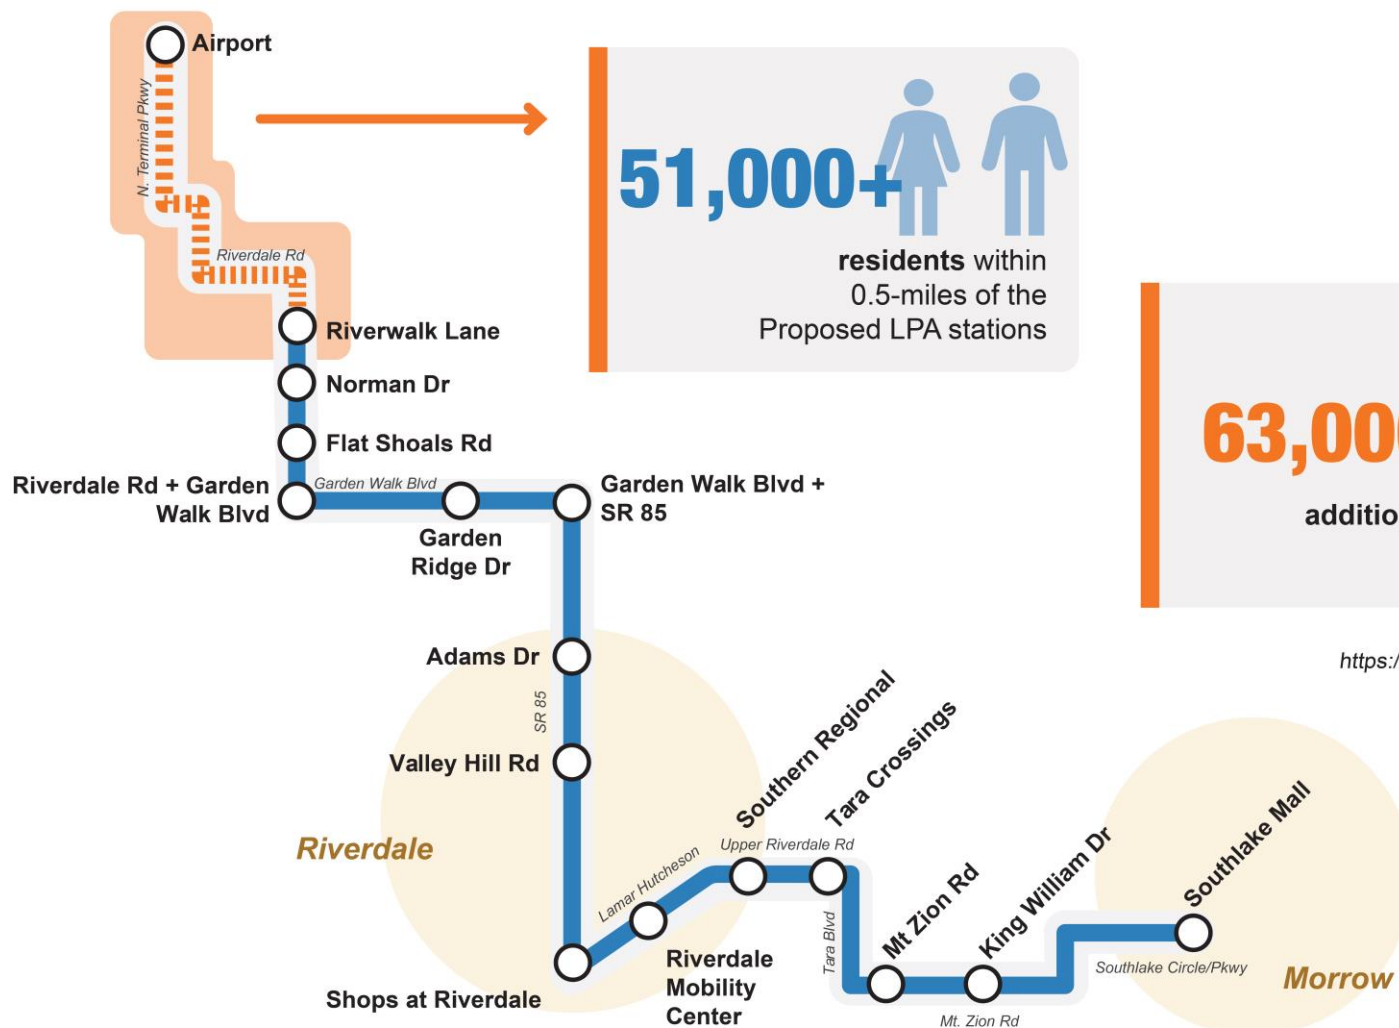 Airport
N. Terminal Pkwy
51,000+
residents within
0.5-miles of the
Proposed LPA stations
Riverdale Rd
Riverwalk Lane
Norman Dr
Flat Shoals Rd
Riverdale Rd + Garden
Walk Blvd
Garden Walk Blvd
Garden
Ridge Dr
Garden Walk Blvd +
SR 85
63,00
additio
https:/
Adams Dr
SR 85
Valley Hill Rd
Riverdale
Shops at Riverdale
Lamar Hutcheson
Riverdale
Mobility
Center
Southern Regional
Upper Riverdale Rd
Tara Crossings
Tara Blvd
Mt Zion Rd
King William Dr
Mt. Zion Rd
Southlake Mall
Southlake Circle/Pkwy
Morrow